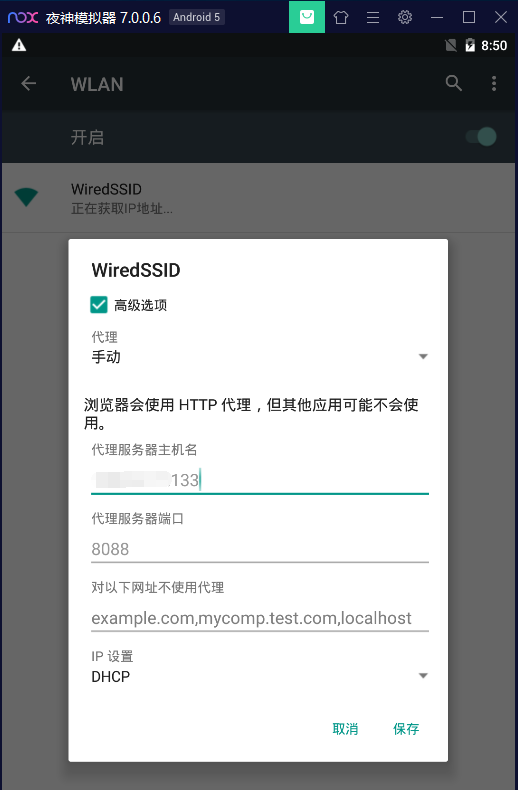 nox 夜神模拟器 7.0.0.6 Android 5
8:50
WLAN
开启
WiredSSID
正在获取IP地址...
WiredSSID
高级选项
代理
手动
浏览器会使用 HTTP 代理，但其他应用可能不会使
用。
代理服务器主机名
133
代理服务器端口
8088
对以下网址不使用代理
example.com,mycomp.test.com,localhost
IP 设置
DHCP
取消 保存